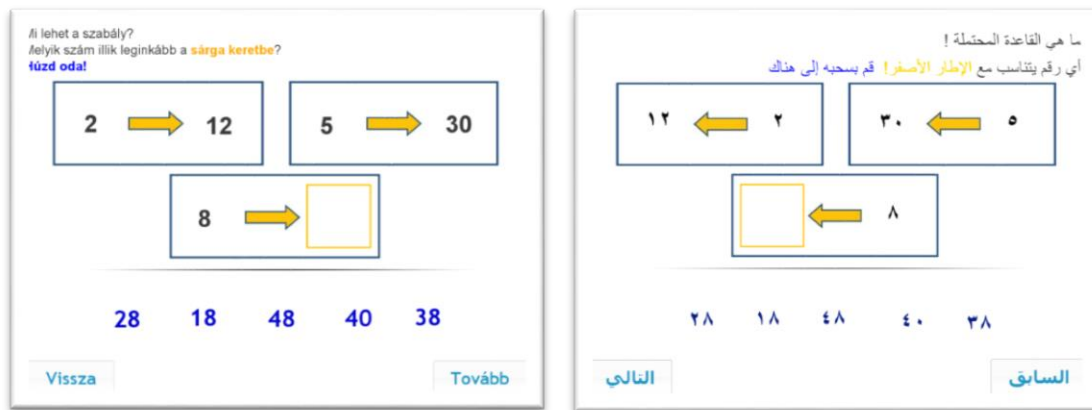 Mi lehet a szabály?
Melyik szám illik leginkább a sárga keretbe?
Húzd oda!
2 12
5 30
8
28 18 48 40 38
Vissza
Tovább
ما هي القاعدة المحتملة !
أي رقم يتناسب مع الإطار الأصفر! قم بسحبه إلى هناك
٥ ٣٠
٢ ١٢
٨
٢٨ ١٨ ٤٨ ٤٠ ٣٨
السابق
التالي